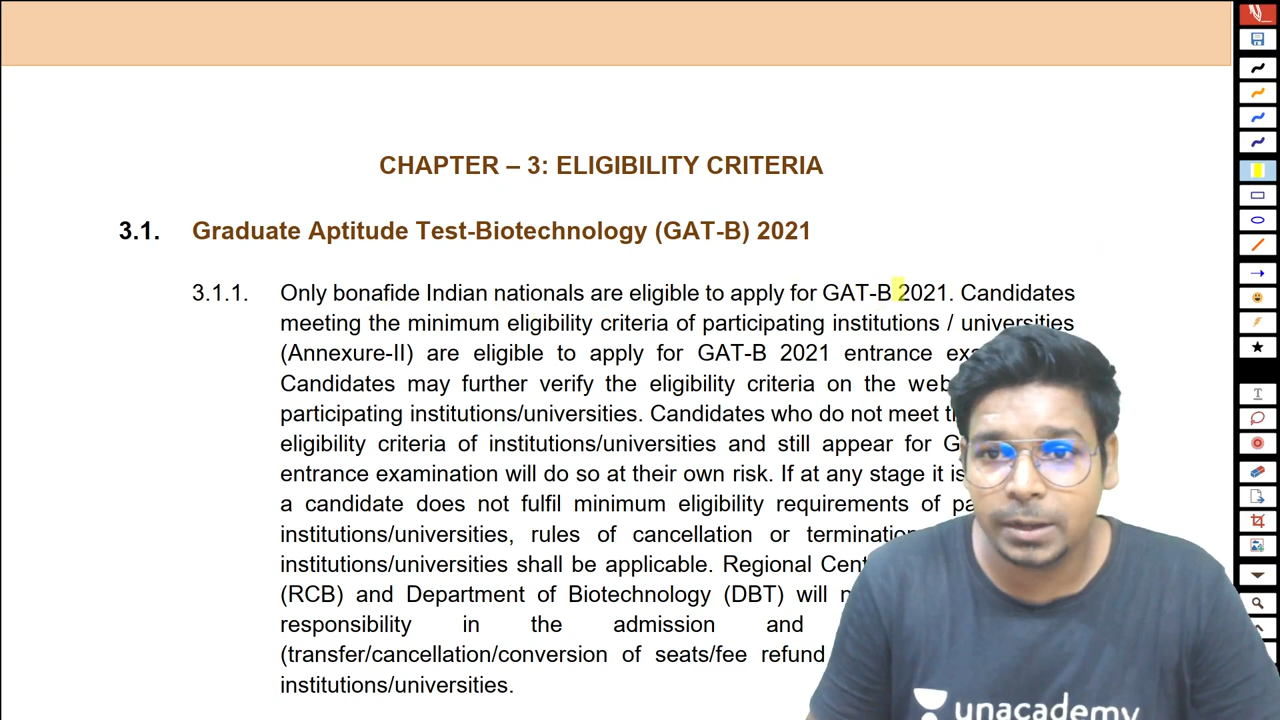 CHAPTER – 3: ELIGIBILITY CRITERIA
3.1. Graduate Aptitude Test-Biotechnology (GAT-B) 2021
3.1.1. Only bonafide Indian nationals are eligible to apply for GAT-B 2021. Candidates
meeting the minimum eligibility criteria of participating institutions / universities
(Annexure-II) are eligible to apply for GAT-B 2021 entrance
Candidates may further verify the eligibility criteria on the
participating institutions/universities. Candidates who do not meet
eligibility criteria of institutions/universities and still appear for
entrance examination will do so at their own risk. If at any stage it is
a candidate does not fulfil minimum eligibility requirements of
institutions/universities, rules of cancellation or
institutions/universities shall be applicable. Regional
(RCB) and Department of Biotechnology (DBT) will
responsibility in the admission and
(transfer/cancellation/conversion of seats/fee refund
institutions/universities.
unacademy